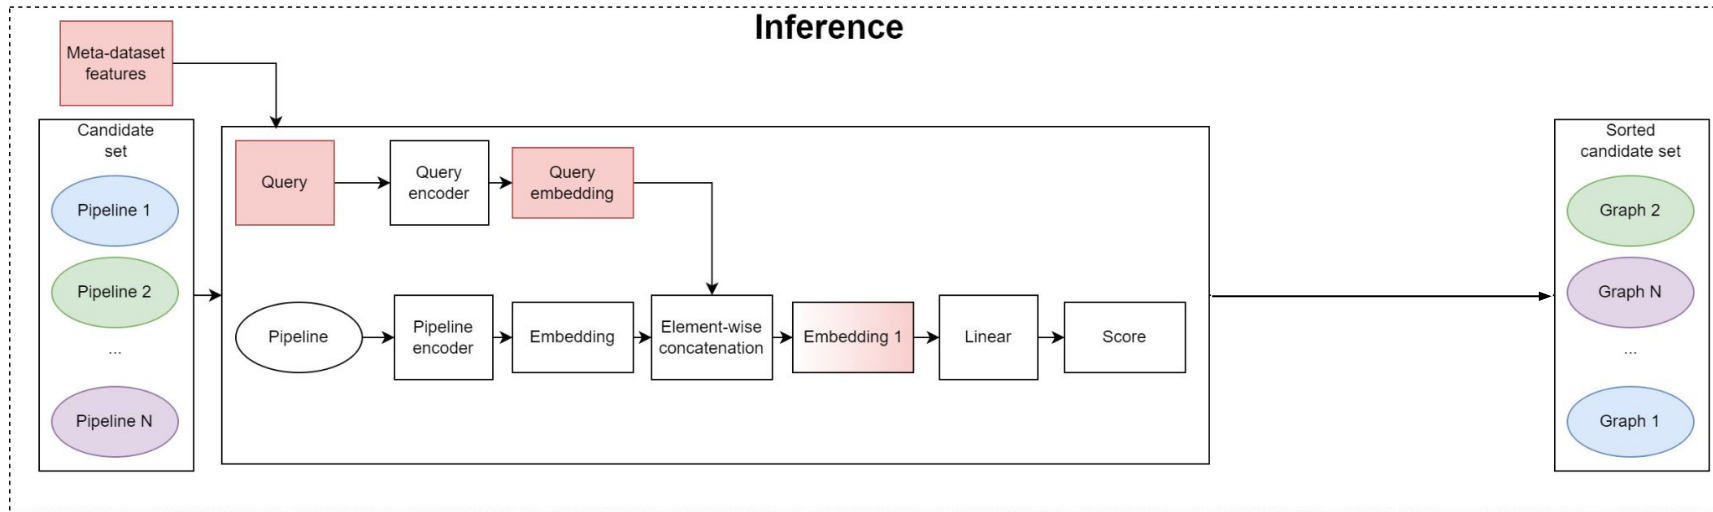 Inference
Meta-dataset
features
Candidate
set
Pipeline 1
Pipeline 2
...
Pipeline N
Query
Query
encoder
Query
embedding
Pipeline
Pipeline
encoder
Embedding
Element-wise
concatenation
Embedding 1
Linear
Score
Sorted
candidate set
Graph 2
Graph N
...
Graph 1